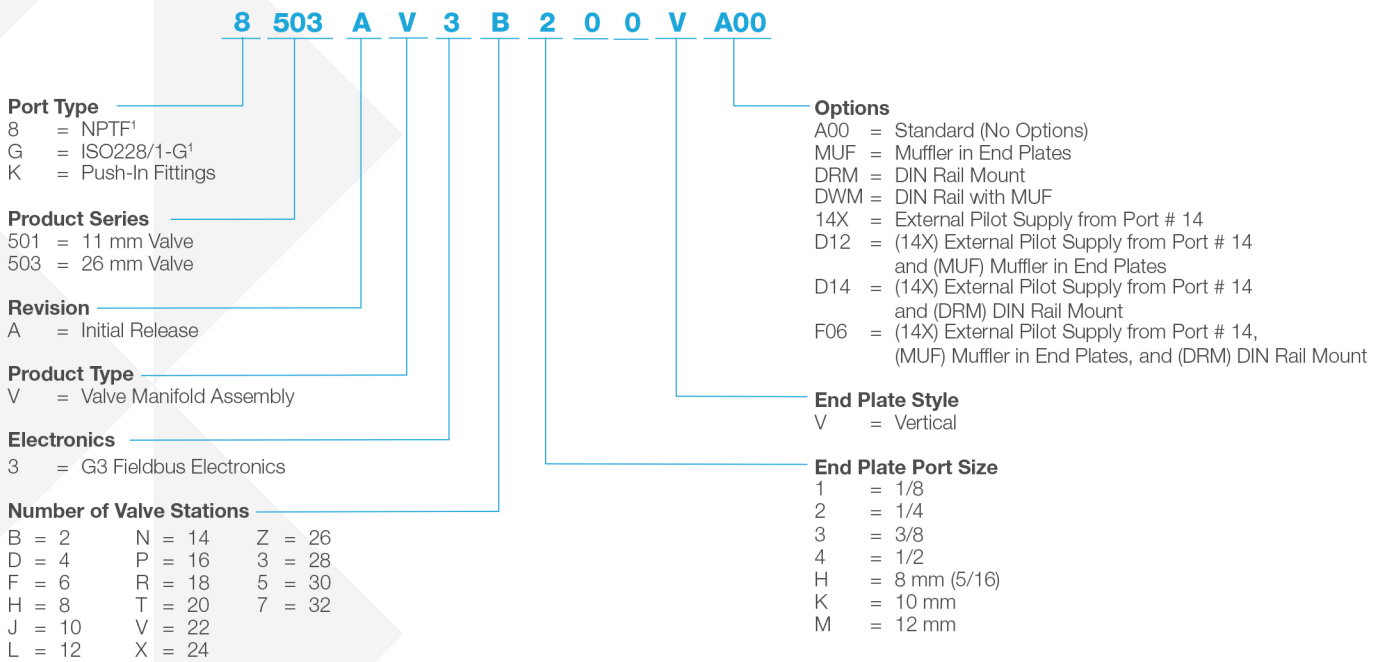 8 503 A V 3 B 2 0 0 V A00
Port Type
8 = NPTF¹
G = ISO228/1-G¹
K = Push-In Fittings
Product Series
501 = 11 mm Valve
503 = 26 mm Valve
Revision
A = Initial Release
Product Type
V = Valve Manifold Assembly
Electronics
3 = G3 Fieldbus Electronics
Number of Valve Stations
B = 2 N = 14 Z = 26
D = 4 P = 16 3 = 28
F = 6 R = 18 5 = 30
H = 8 T = 20 7 = 32
J = 10 V = 22
L = 12 X = 24
Options
A00 = Standard (No Options)
MUF = Muffler in End Plates
DRM = DIN Rail Mount
DWM = DIN Rail with MUF
14X = External Pilot Supply from Port # 14
D12 = (14X) External Pilot Supply from Port # 14
and (MUF) Muffler in End Plates
D14 = (14X) External Pilot Supply from Port # 14
and (DRM) DIN Rail Mount
F06 = (14X) External Pilot Supply from Port # 14,
(MUF) Muffler in End Plates, and (DRM) DIN Rail Mount
End Plate Style
V = Vertical
End Plate Port Size
1 = 1/8
2 = 1/4
3 = 3/8
4 = 1/2
H = 8 mm (5/16)
K = 10 mm
M = 12 mm